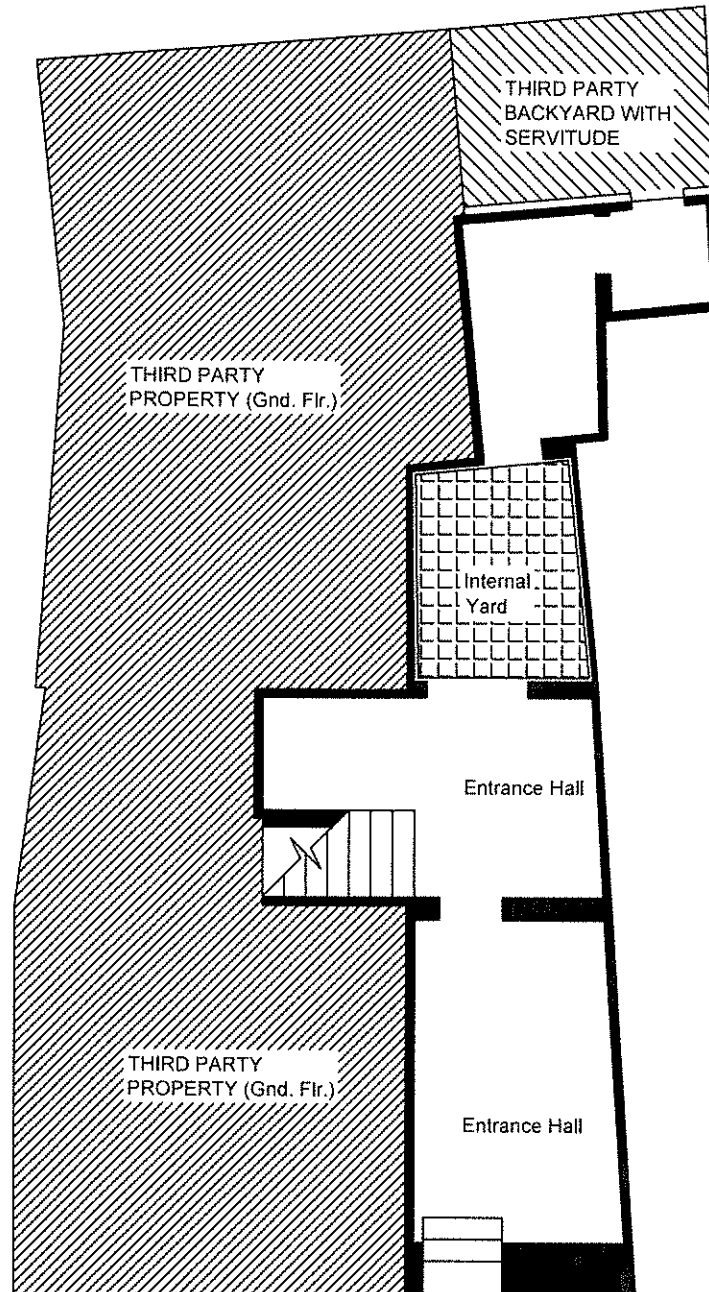 THIRD PARTY
BACKYARD WITH
SERVITUDE
THIRD PARTY
PROPERTY (Gnd. Flr.)
Internal
Yard
Entrance Hall
THIRD PARTY
PROPERTY (Gnd. Flr.)
Entrance Hall